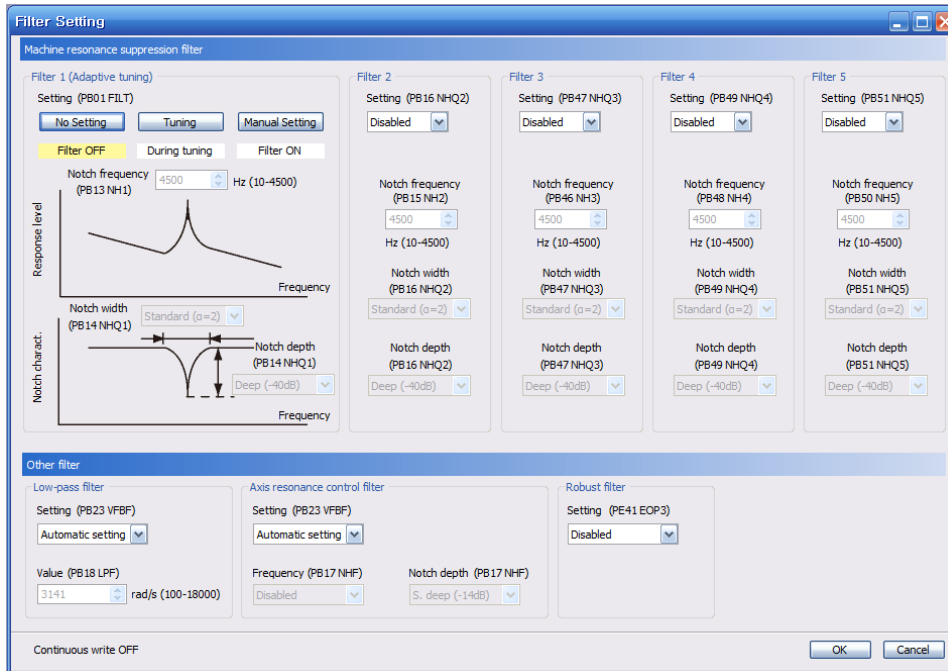 Filter Setting
Machine resonance suppression filter
Filter 1 (Adaptive tuning)
Setting (PB01 FILT)
No Setting
Tuning
Manual Setting
Filter OFF
During tuning
Filter ON
Notch frequency
(PB13 NH1)
4500
Hz (10-4500)
Response level
Frequency
Notch width
(PB14 NHQ1)
Standard (α=2)
Notch depth
(PB14 NHQ1)
Deep (-40dB)
Notch charact.
Frequency
Filter 2
Setting (PB16 NHQ2)
Disabled
Notch frequency
(PB15 NH2)
4500
Hz (10-4500)
Notch width
(PB16 NHQ2)
Standard (α=2)
Notch depth
(PB16 NHQ2)
Deep (-40dB)
Filter 3
Setting (PB47 NHQ3)
Disabled
Notch frequency
(PB46 NH3)
4500
Hz (10-4500)
Notch width
(PB47 NHQ3)
Standard (α=2)
Notch depth
(PB47 NHQ3)
Deep (-40dB)
Filter 4
Setting (PB49 NHQ4)
Disabled
Notch frequency
(PB48 NH4)
4500
Hz (10-4500)
Notch width
(PB49 NHQ4)
Standard (α=2)
Notch depth
(PB49 NHQ4)
Deep (-40dB)
Filter 5
Setting (PB51 NHQ5)
Disabled
Notch frequency
(PB50 NH5)
4500
Hz (10-4500)
Notch width
(PB51 NHQ5)
Standard (α=2)
Notch depth
(PB51 NHQ5)
Deep (-40dB)
Other filter
Low-pass filter
Setting (PB23 VFBF)
Automatic setting
Value (PB18 LPF)
3141
rad/s (100-18000)
Axis resonance control filter
Setting (PB23 VFBF)
Automatic setting
Frequency (PB17 NHF)
Disabled
Notch depth (PB17 NHF)
S. deep (-14dB)
Robust filter
Setting (PE41 EOP3)
Disabled
Continuous write OFF
OK
Cancel